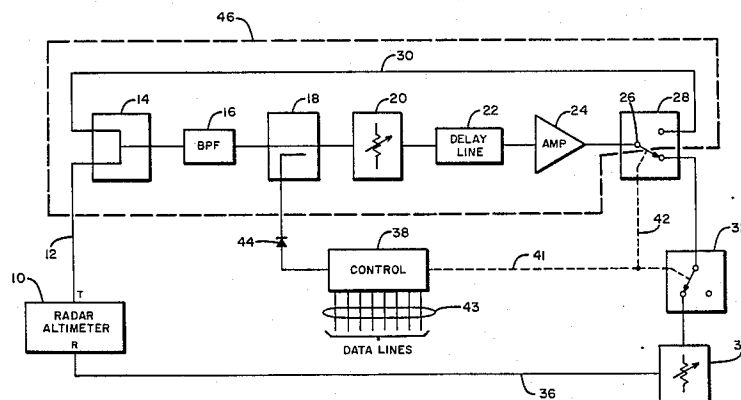 46
30
14
16
18
20
22
24
26
28
BPF
DELAY
LINE
AMP
12
44
38
42
CONTROL
41
10
T
RADAR
ALTIMETER
R
43
DATA LINES
36